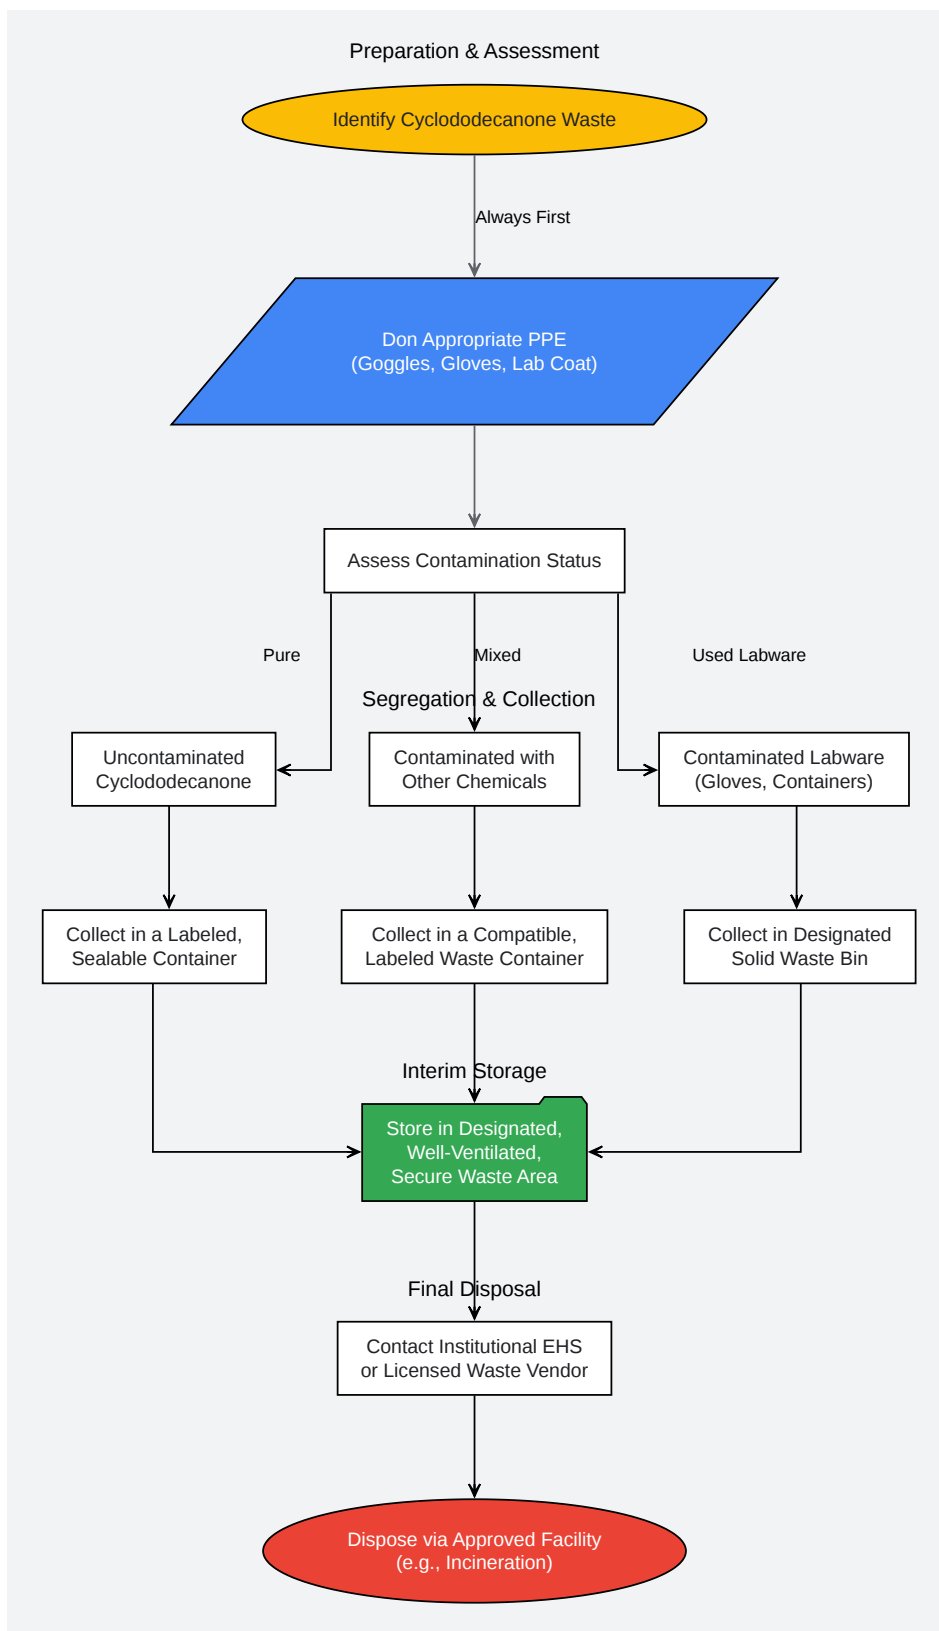 Preparation & Assessment
Identify Cyclododecanone Waste
Always First
Don Appropriate PPE
(Goggles, Gloves, Lab Coat)
Assess Contamination Status
Pure
Mixed
Used Labware
Segregation & Collection
Uncontaminated
Cyclododecanone
Contaminated with
Other Chemicals
Contaminated Labware
(Gloves, Containers)
Collect in a Labeled,
Sealable Container
Collect in a Compatible,
Labeled Waste Container
Collect in Designated
Solid Waste Bin
Interim Storage
Store in Designated,
Well-Ventilated,
Secure Waste Area
Final Disposal
Contact Institutional EHS
or Licensed Waste Vendor
Dispose via Approved Facility
(e.g., Incineration)